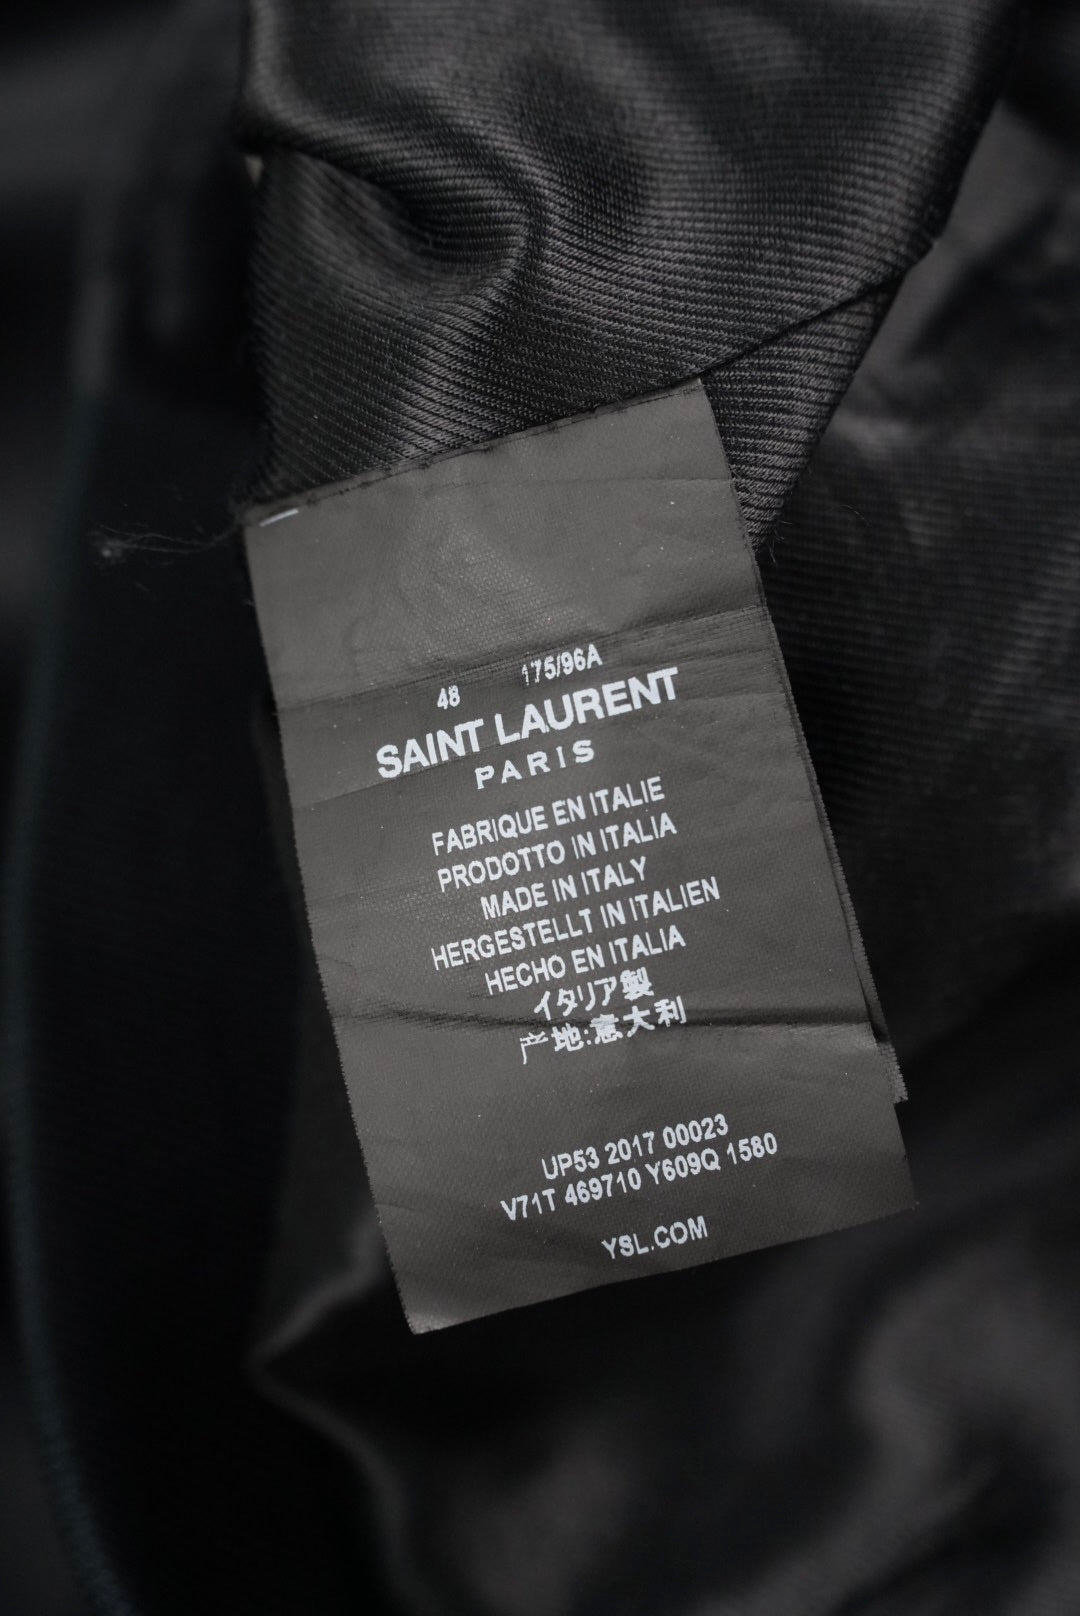 48 175/96A
SAINT LAURENT
PARIS
FABRIQUE EN ITALIE
PRODOTTO IN ITALIA
MADE IN ITALY
HERGESTELLT IN ITALIEN
HECHO EN ITALIA
イタリア製
产地:意大利
UP53 2017 00023
V71T 469710 Y609Q 1580
YSL.COM